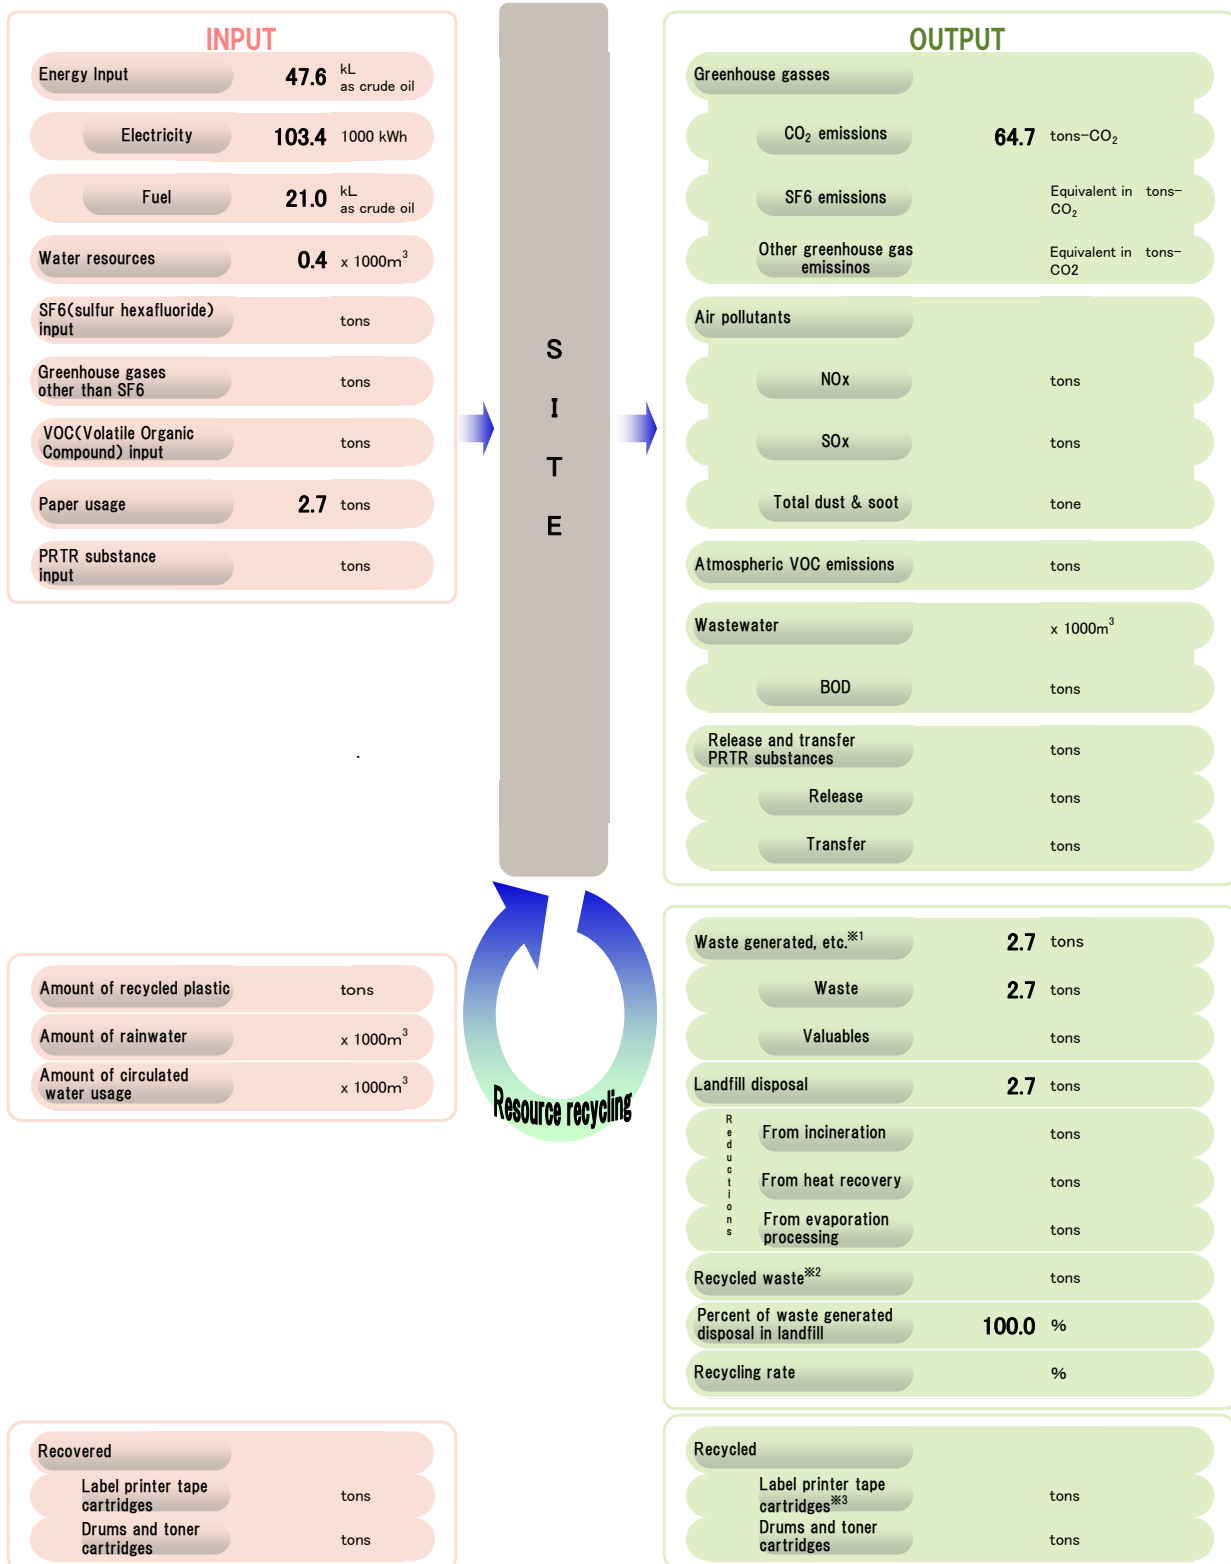 INPUT
Energy Input 47.6 kL
as crude oil
Electricity 103.4 1000 kWh
Fuel 21.0 kL
as crude oil
Water resources 0.4 x 1000m³
SF6(sulfur hexafluoride)
input tons
Greenhouse gases
other than SF6 tons
VOC(Volatile Organic
Compound) input tons
Paper usage 2.7 tons
PRTR substance
input tons
S
I
T
E
OUTPUT
Greenhouse gasses
CO₂ emissions 64.7 tons-CO₂
SF6 emissions Equivalent in tons-
CO₂
Other greenhouse gas
emissinos Equivalent in tons-
CO2
Air pollutants
NOx tons
SOx tons
Total dust & soot tone
Atmospheric VOC emissions tons
Wastewater x 1000m³
BOD tons
Release and transfer
PRTR substances tons
Release tons
Transfer tons
Amount of recycled plastic tons
Amount of rainwater x 1000m³
Amount of circulated
water usage x 1000m³
Resource recycling
Waste generated, etc.※1 2.7 tons
Waste 2.7 tons
Valuables tons
Landfill disposal 2.7 tons
Reductions
From incineration tons
From heat recovery tons
From evaporation
processing tons
Recycled waste※2 tons
Percent of waste generated
disposal in landfill 100.0 %
Recycling rate %
Recovered
Label printer tape
cartridges tons
Drums and toner
cartridges tons
Recycled
Label printer tape
cartridges※3 tons
Drums and toner
cartridges tons